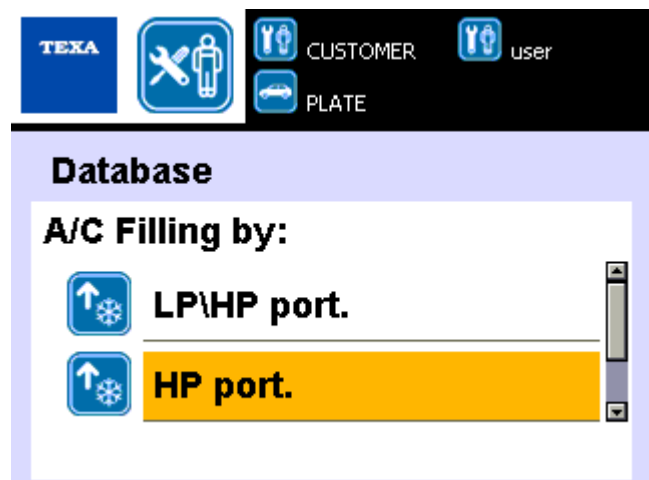 TEXA
CUSTOMER
user
PLATE
Database
A/C Filling by:
LP\HP port.
HP port.